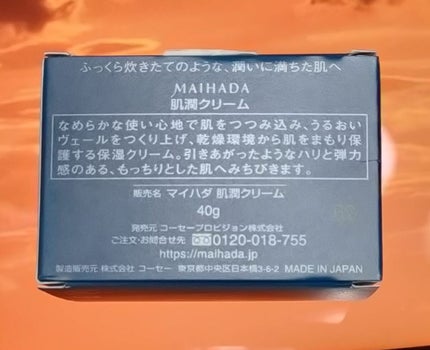 ふっくら炊きたてのような、潤いに満ちた肌へ
MAIHADA
肌潤クリーム
なめらかな使い心地で肌をつつみ込み、うるおい
ヴェールをつくり上げ、乾燥環境から肌をまもり保
護する保湿クリーム。引きあがったようなハリと弾力
感のある、もっちりとした肌へみちびきます。
販売名 マイハダ 肌潤クリーム
40g
発売元 コーセープロビジョン株式会社
ご注文・お問合せ先 0120-018-755
https://maihada.jp
製造販売元 株式会社 コーセー 東京都中央区日本橋3-6-2 MADE IN JAPAN